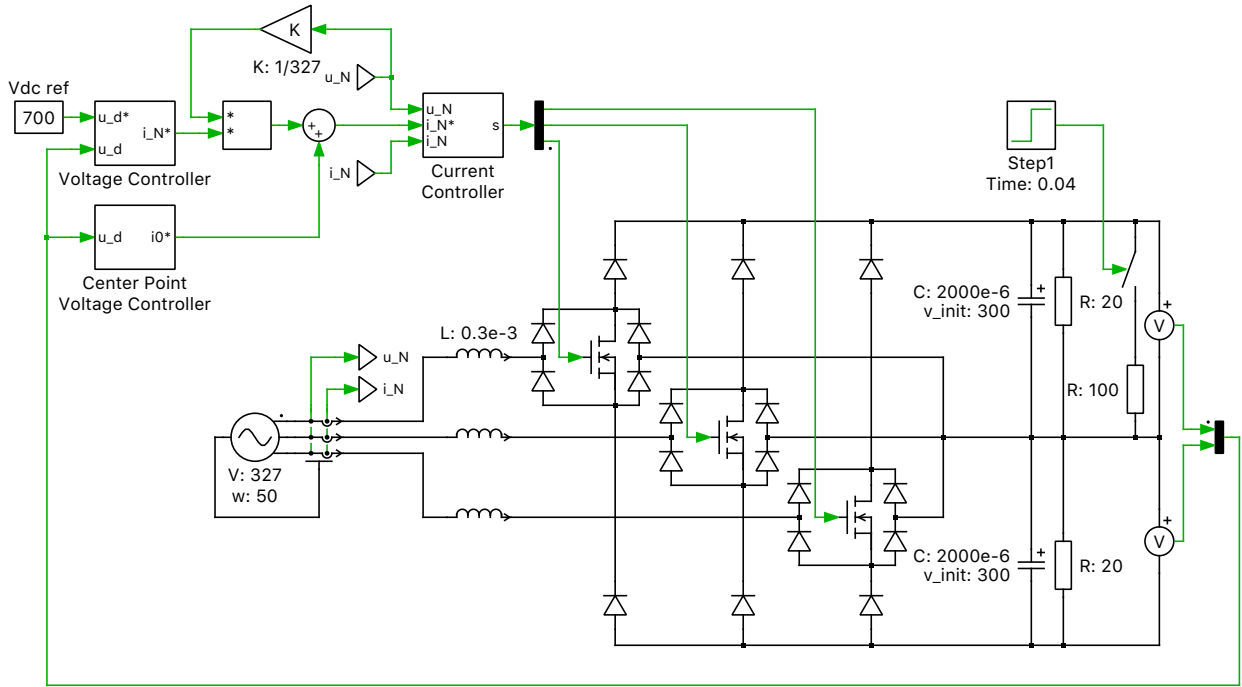 K
K: 1/327
u_N
Vdc ref
700
u_d*
u_d
i_N*
Voltage Controller
*
*
+
+
i_N
u_N
i_N*
i_N
s
Current
Controller
Step1
Time: 0.04
u_d
i0*
Center Point
Voltage Controller
C: 2000e-6
v_init: 300
+
R: 20
+
V
L: 0.3e-3
u_N
i_N
R: 100
V: 327
w: 50
C: 2000e-6
v_init: 300
+
R: 20
+
V